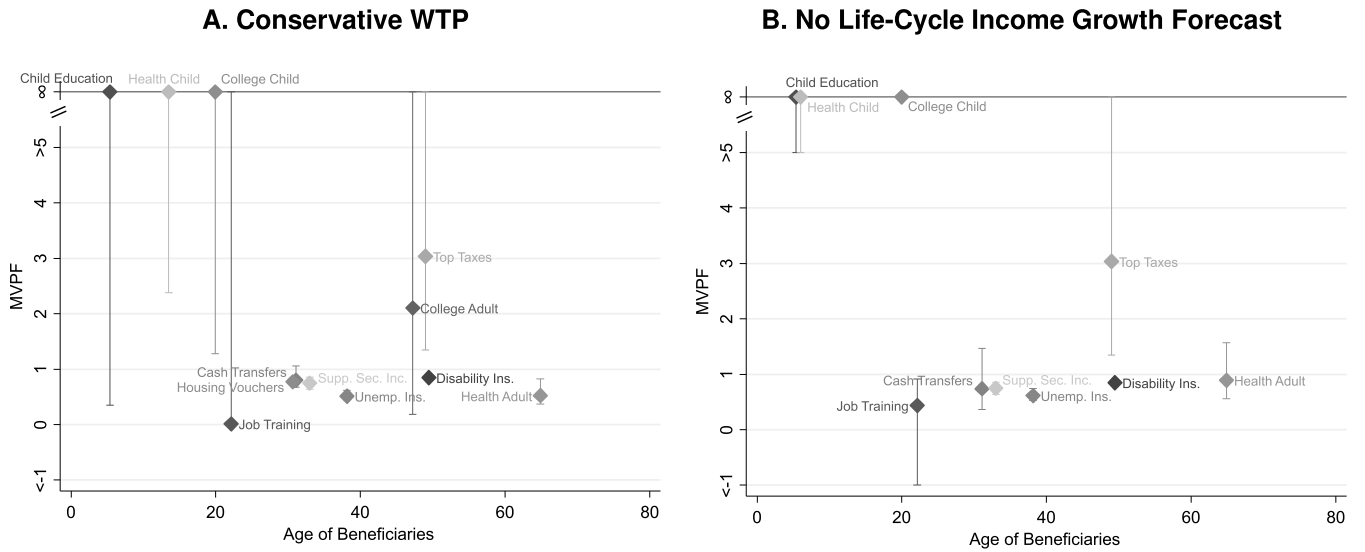 A. Conservative WTP
Child Education
Health Child
College Child
∞
>5
4
3
2
1
0
<-1
MVPF
Top Taxes
College Adult
Cash Transfers
Housing Vouchers
Supp. Sec. Inc.
Disability Ins.
Unemp. Ins.
Health Adult
Job Training
0
20
40
60
80
Age of Beneficiaries
B. No Life-Cycle Income Growth Forecast
Child Education
Health Child
College Child
∞
>5
4
3
2
1
0
<-1
MVPF
Top Taxes
Cash Transfers
Supp. Sec. Inc.
Disability Ins.
Health Adult
Unemp. Ins.
Job Training
0
20
40
60
80
Age of Beneficiaries